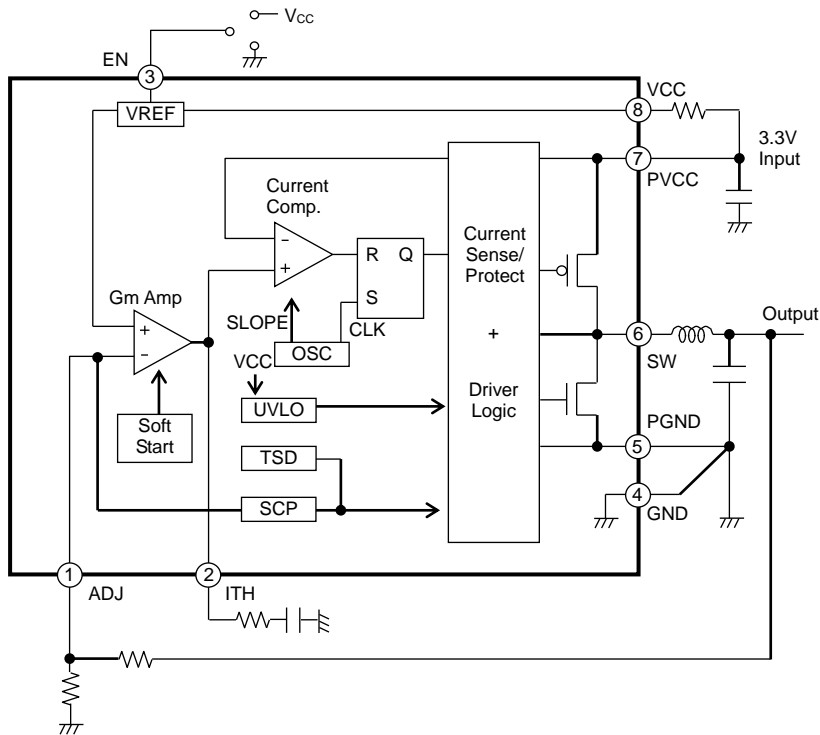 VCC
EN
3
VREF
VCC
8
3.3V
Input
7
PVCC
Current
Comp.
-
+
R Q
S
Current
Sense/
Protect
+
Driver
Logic
Gm Amp
+
-
SLOPE
CLK
OSC
VCC
UVLO
Soft
Start
TSD
SCP
Output
6
SW
PGND
5
4
GND
1
ADJ
2
ITH